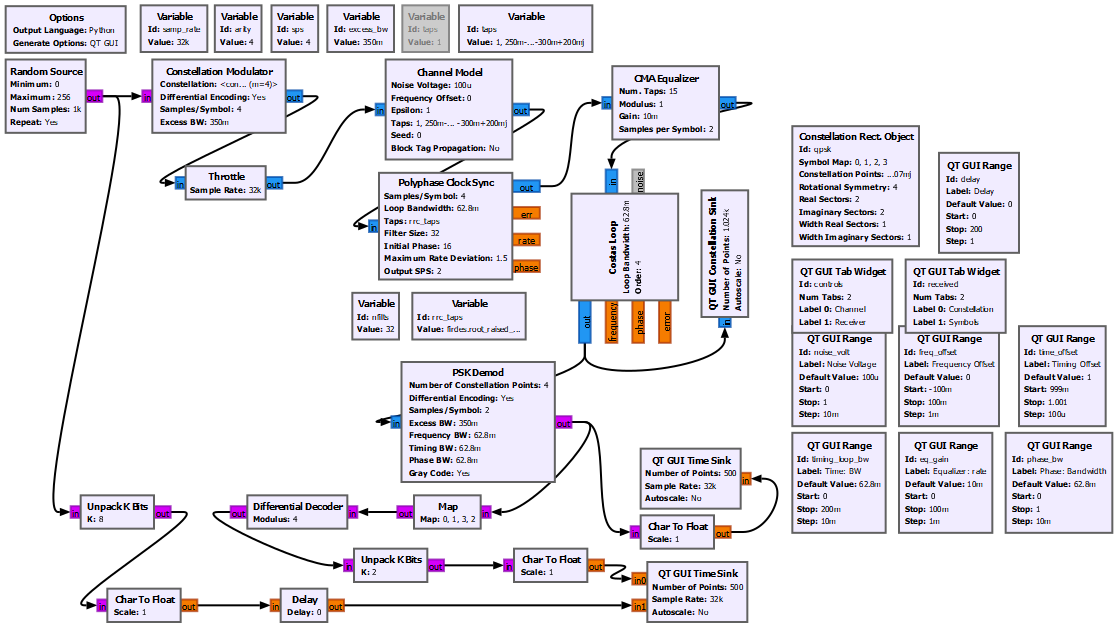 Options
Output Language: Python
Generate Options: QT GUI
Variable
Id: samp_rate
Value: 32k
Variable
Id: arity
Value: 4
Variable
Id: sps
Value: 4
Variable
Id: excess_bw
Value: 350m
Variable
Id: taps
Value: 1
Variable
Id: taps
Value: 1, 250m-...-300m+200mj
Random Source
Minimum: 0
Maximum: 256
Num Samples: 1k
Repeat: Yes
out
in
Constellation Modulator
Constellation: <con... (m=4)>
Differential Encoding: Yes
Samples/Symbol: 4
Excess BW: 350m
out
in
Throttle
Sample Rate: 32k
out
in
Channel Model
Noise Voltage: 100u
Frequency Offset: 0
Epsilon: 1
Taps: 1, 250m-... -300m+200mj
Seed: 0
Block Tag Propagation: No
out
in
CMA Equalizer
Num. Taps: 15
Modulus: 1
Gain: 10m
Samples per Symbol: 2
out
in
Polyphase Clock Sync
Samples/Symbol: 4
Loop Bandwidth: 62.8m
Taps: rrc_taps
Filter Size: 32
Initial Phase: 16
Maximum Rate Deviation: 1.5
Output SPS: 2
out
err
rate
phase
in
noise
Costas Loop
Loop Bandwidth: 62.8m
Order: 4
out
frequency
phase
error
QT GUI Constellation Sink
Number of Points: 1.024k
Autoscale: No
in
Constellation Rect. Object
Id: qpsk
Symbol Map: 0, 1, 2, 3
Constellation Points: ...07mj
Rotational Symmetry: 4
Real Sectors: 2
Imaginary Sectors: 2
Width Real Sectors: 1
Width Imaginary Sectors: 1
QT GUI Range
Id: delay
Label: Delay
Default Value: 0
Start: 0
Stop: 200
Step: 1
QT GUI Tab Widget
Id: controls
Num Tabs: 2
Label 0: Channel
Label 1: Receiver
QT GUI Tab Widget
Id: received
Num Tabs: 2
Label 0: Constellation
Label 1: Symbols
Variable
Id: nfilts
Value: 32
Variable
Id: rrc_taps
Value: firdes.root_raised_...
QT GUI Range
Id: noise_volt
Label: Noise Voltage
Default Value: 100u
Start: 0
Stop: 1
Step: 10m
QT GUI Range
Id: freq_offset
Label: Frequency Offset
Default Value: 0
Start: -100m
Stop: 100m
Step: 1m
QT GUI Range
Id: time_offset
Label: Timing Offset
Default Value: 1
Start: 999m
Stop: 1.001
Step: 100u
in
PSK Demod
Number of Constellation Points: 4
Differential Encoding: Yes
Samples/Symbol: 2
Excess BW: 350m
Frequency BW: 62.8m
Timing BW: 62.8m
Phase BW: 62.8m
Gray Code: Yes
out
QT GUI Range
Id: timing_loop_bw
Label: Time: BW
Default Value: 62.8m
Start: 0
Stop: 200m
Step: 10m
QT GUI Range
Id: eq_gain
Label: Equalizer: rate
Default Value: 10m
Start: 0
Stop: 100m
Step: 1m
QT GUI Range
Id: phase_bw
Label: Phase: Bandwidth
Default Value: 62.8m
Start: 0
Stop: 1
Step: 10m
QT GUI Time Sink
Number of Points: 500
Sample Rate: 32k
Autoscale: No
in
in
Unpack K Bits
K: 8
out
out
Differential Decoder
Modulus: 4
in
out
Map
Map: 0, 1, 3, 2
in
in
Char To Float
Scale: 1
out
in
Unpack K Bits
K: 2
out
in
Char To Float
Scale: 1
out
in0
in1
QT GUI Time Sink
Number of Points: 500
Sample Rate: 32k
Autoscale: No
in
Char To Float
Scale: 1
out
in
Delay
Delay: 0
out